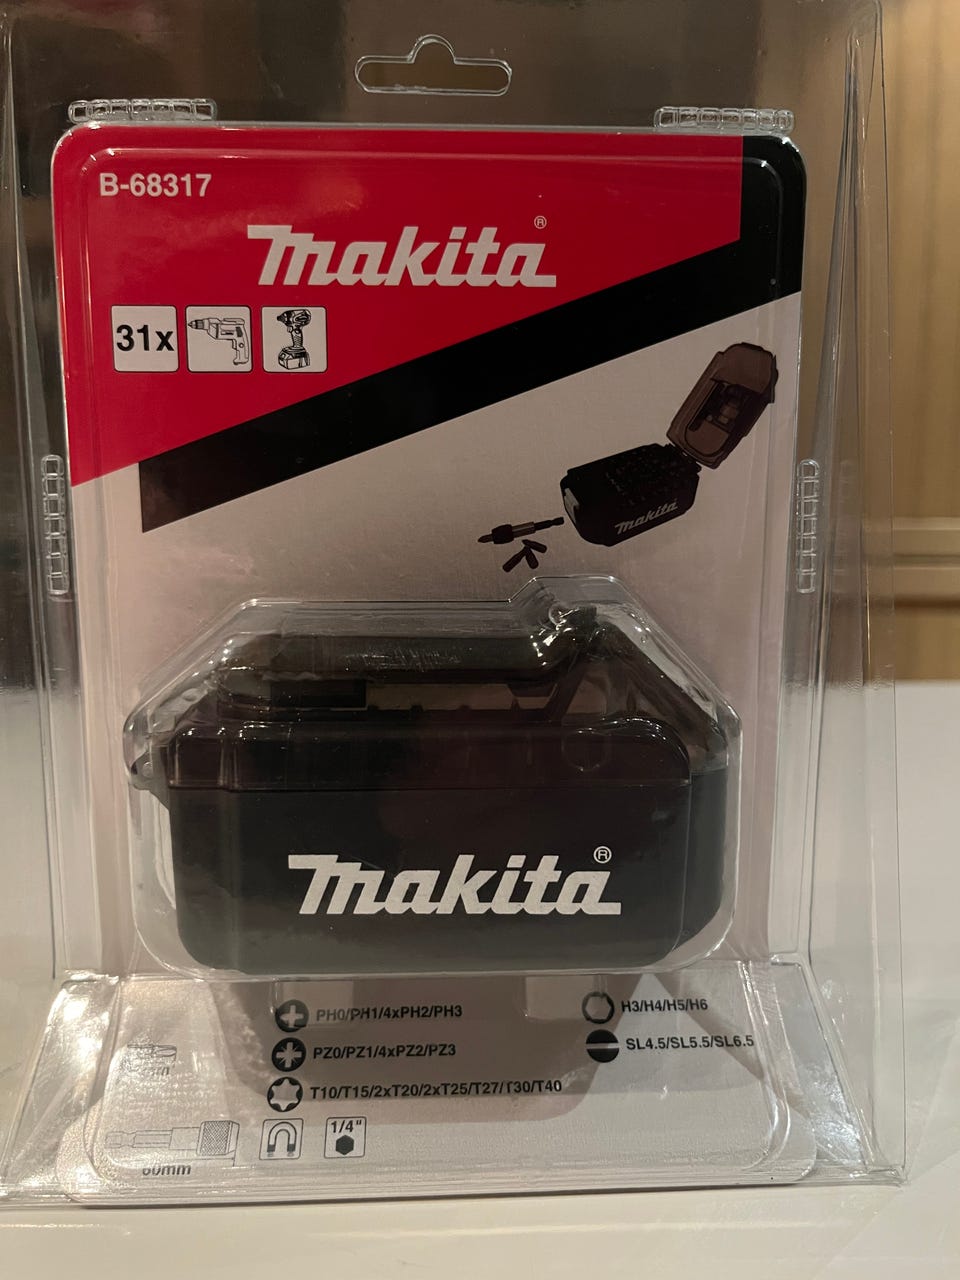 B-68317
makita®
31x
makita
makita®
PH0/PH1/4xPH2/PH3
H3/H4/H5/H6
PZ0/PZ1/4xPZ2/PZ3
SL4.5/SL5.5/SL6.5
T10/T15/2xT20/2xT25/T27/T30/T40
1/4"
60mm